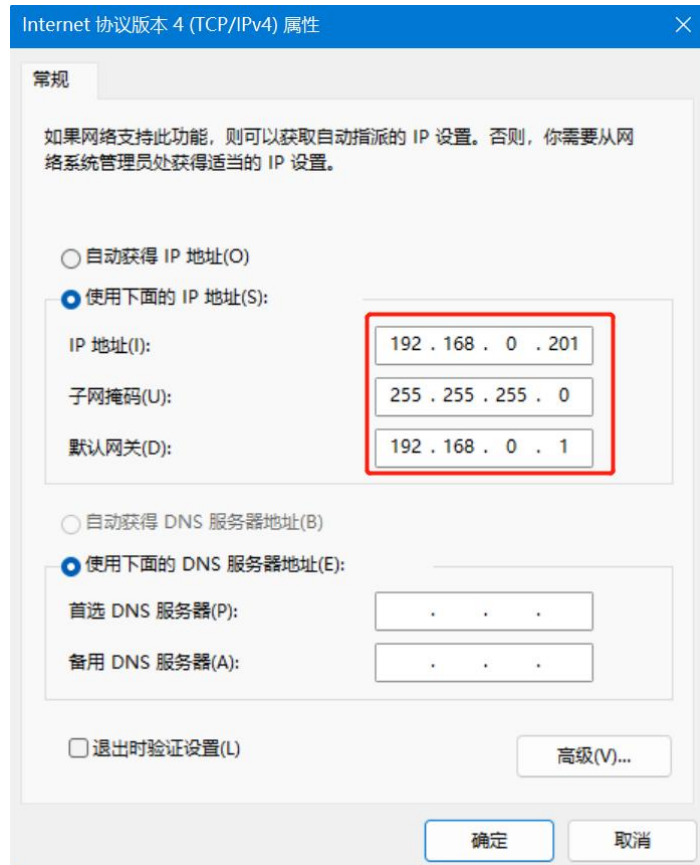 Internet 协议版本 4 (TCP/IPv4) 属性
常规
如果网络支持此功能，则可以获取自动指派的 IP 设置。否则，你需要从网
络系统管理员处获得适当的 IP 设置。
自动获得 IP 地址(O)
使用下面的 IP 地址(S):
IP 地址(I): 192 . 168 . 0 . 201
子网掩码(U): 255 . 255 . 255 . 0
默认网关(D): 192 . 168 . 0 . 1
自动获得 DNS 服务器地址(B)
使用下面的 DNS 服务器地址(E):
首选 DNS 服务器(P): . . .
备用 DNS 服务器(A): . . .
退出时验证设置(L)
高级(V)...
确定 取消